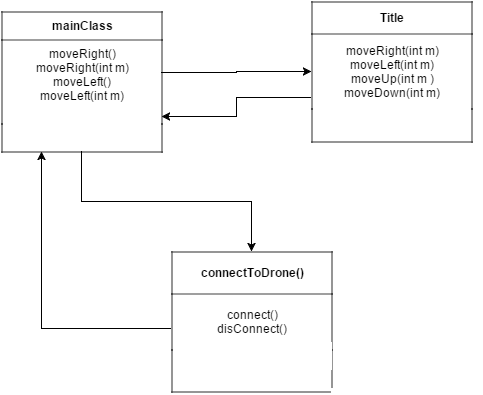 mainClass
moveRight()
moveRight(int m)
moveLeft()
moveLeft(int m)
Title
moveRight(int m)
moveLeft(int m)
moveUp(int m )
moveDown(int m)
connectToDrone()
connect()
disConnect()